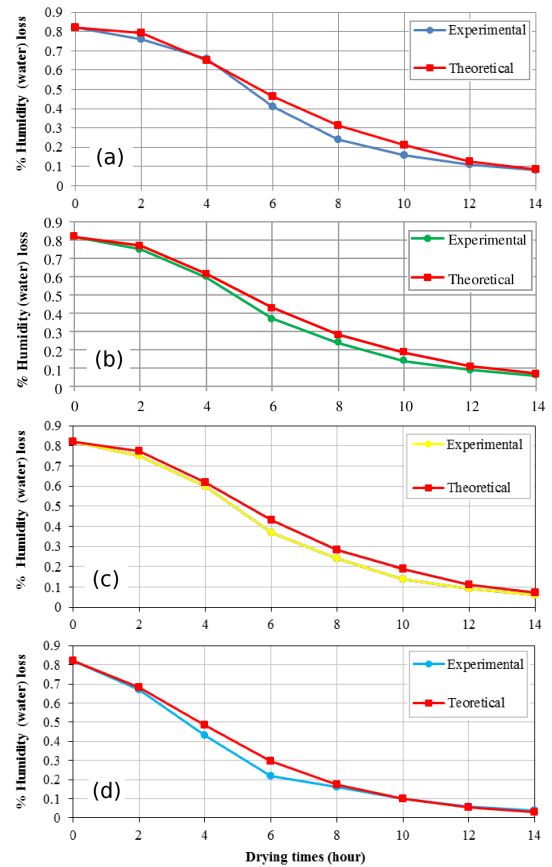 0.9
0.8
0.7
0.6
0.5
0.4
0.3
0.2
0.1
0
% Humidity (water) loss
Experimental
Theoretical
(a)
0 2 4 6 8 10 12 14
0.9
0.8
0.7
0.6
0.5
0.4
0.3
0.2
0.1
0
% Humidity (water) loss
Experimental
Theoretical
(b)
0 2 4 6 8 10 12 14
0.9
0.8
0.7
0.6
0.5
0.4
0.3
0.2
0.1
0
% Humidity (water) loss
Experimental
Theoretical
(c)
0 2 4 6 8 10 12 14
0.9
0.8
0.7
0.6
0.5
0.4
0.3
0.2
0.1
0
% Humidity (water) loss
Experimental
Teoretical
(d)
0 2 4 6 8 10 12 14
Drying times (hour)